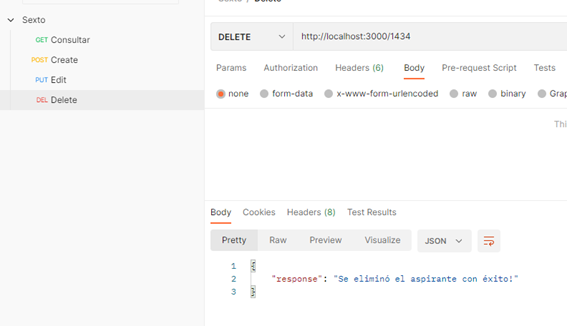 Delete
Sexto
GET Consultar
POST Create
PUT Edit
DEL Delete
DELETE
http://localhost:3000/1434
Params Authorization Headers (6) Body Pre-request Script Tests
none form-data x-www-form-urlencoded raw binary
Thi
Body Cookies Headers (8) Test Results
Pretty Raw Preview Visualize JSON
1 {
2 "response": "Se eliminó el aspirante con éxito!"
3 }